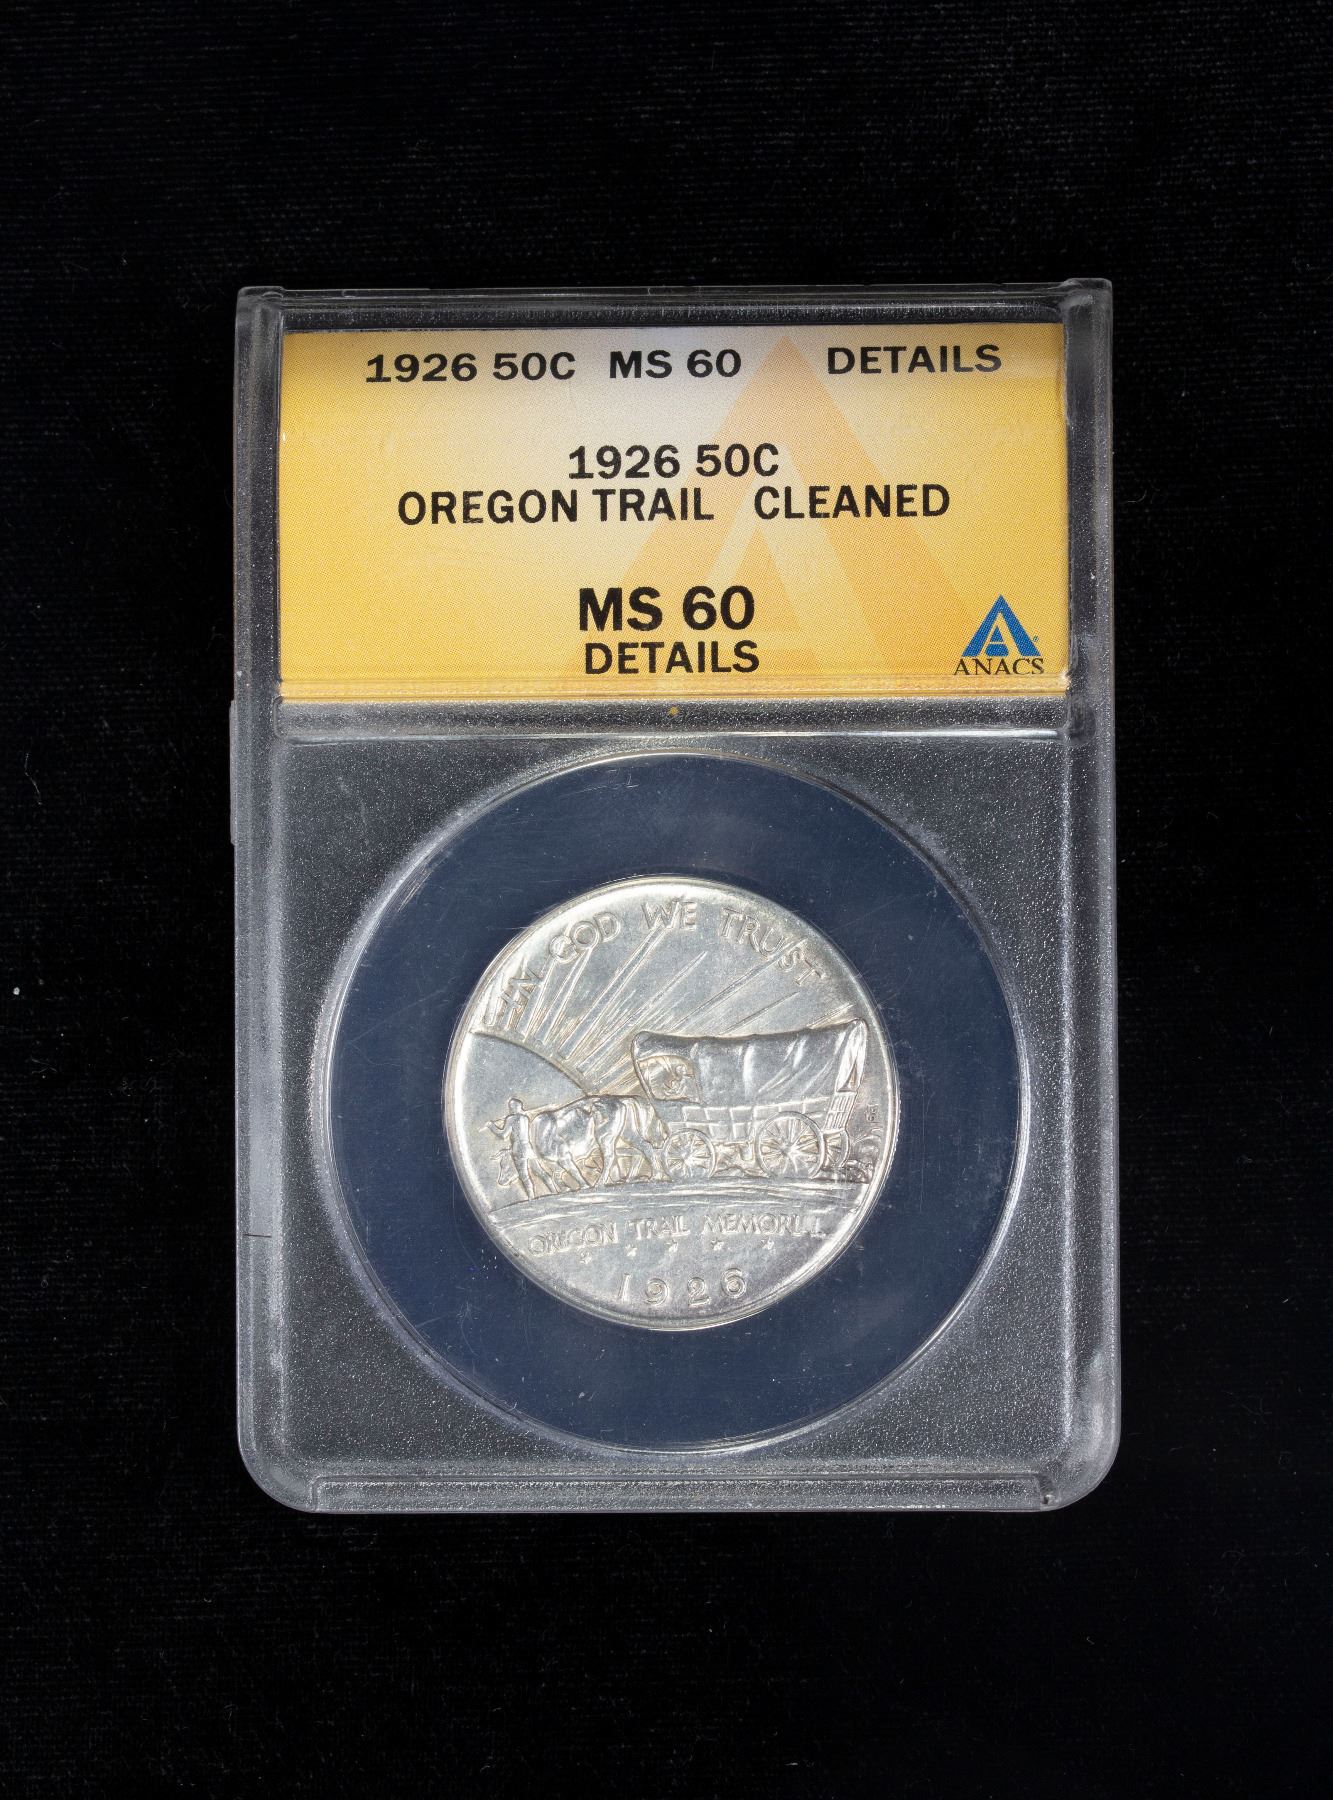 1926 50C MS 60 DETAILS
1926 50C
OREGON TRAIL CLEANED
MS 60
DETAILS
ANACS
IN GOD WE TRUST
OREGON TRAIL MEMORIAL
1926